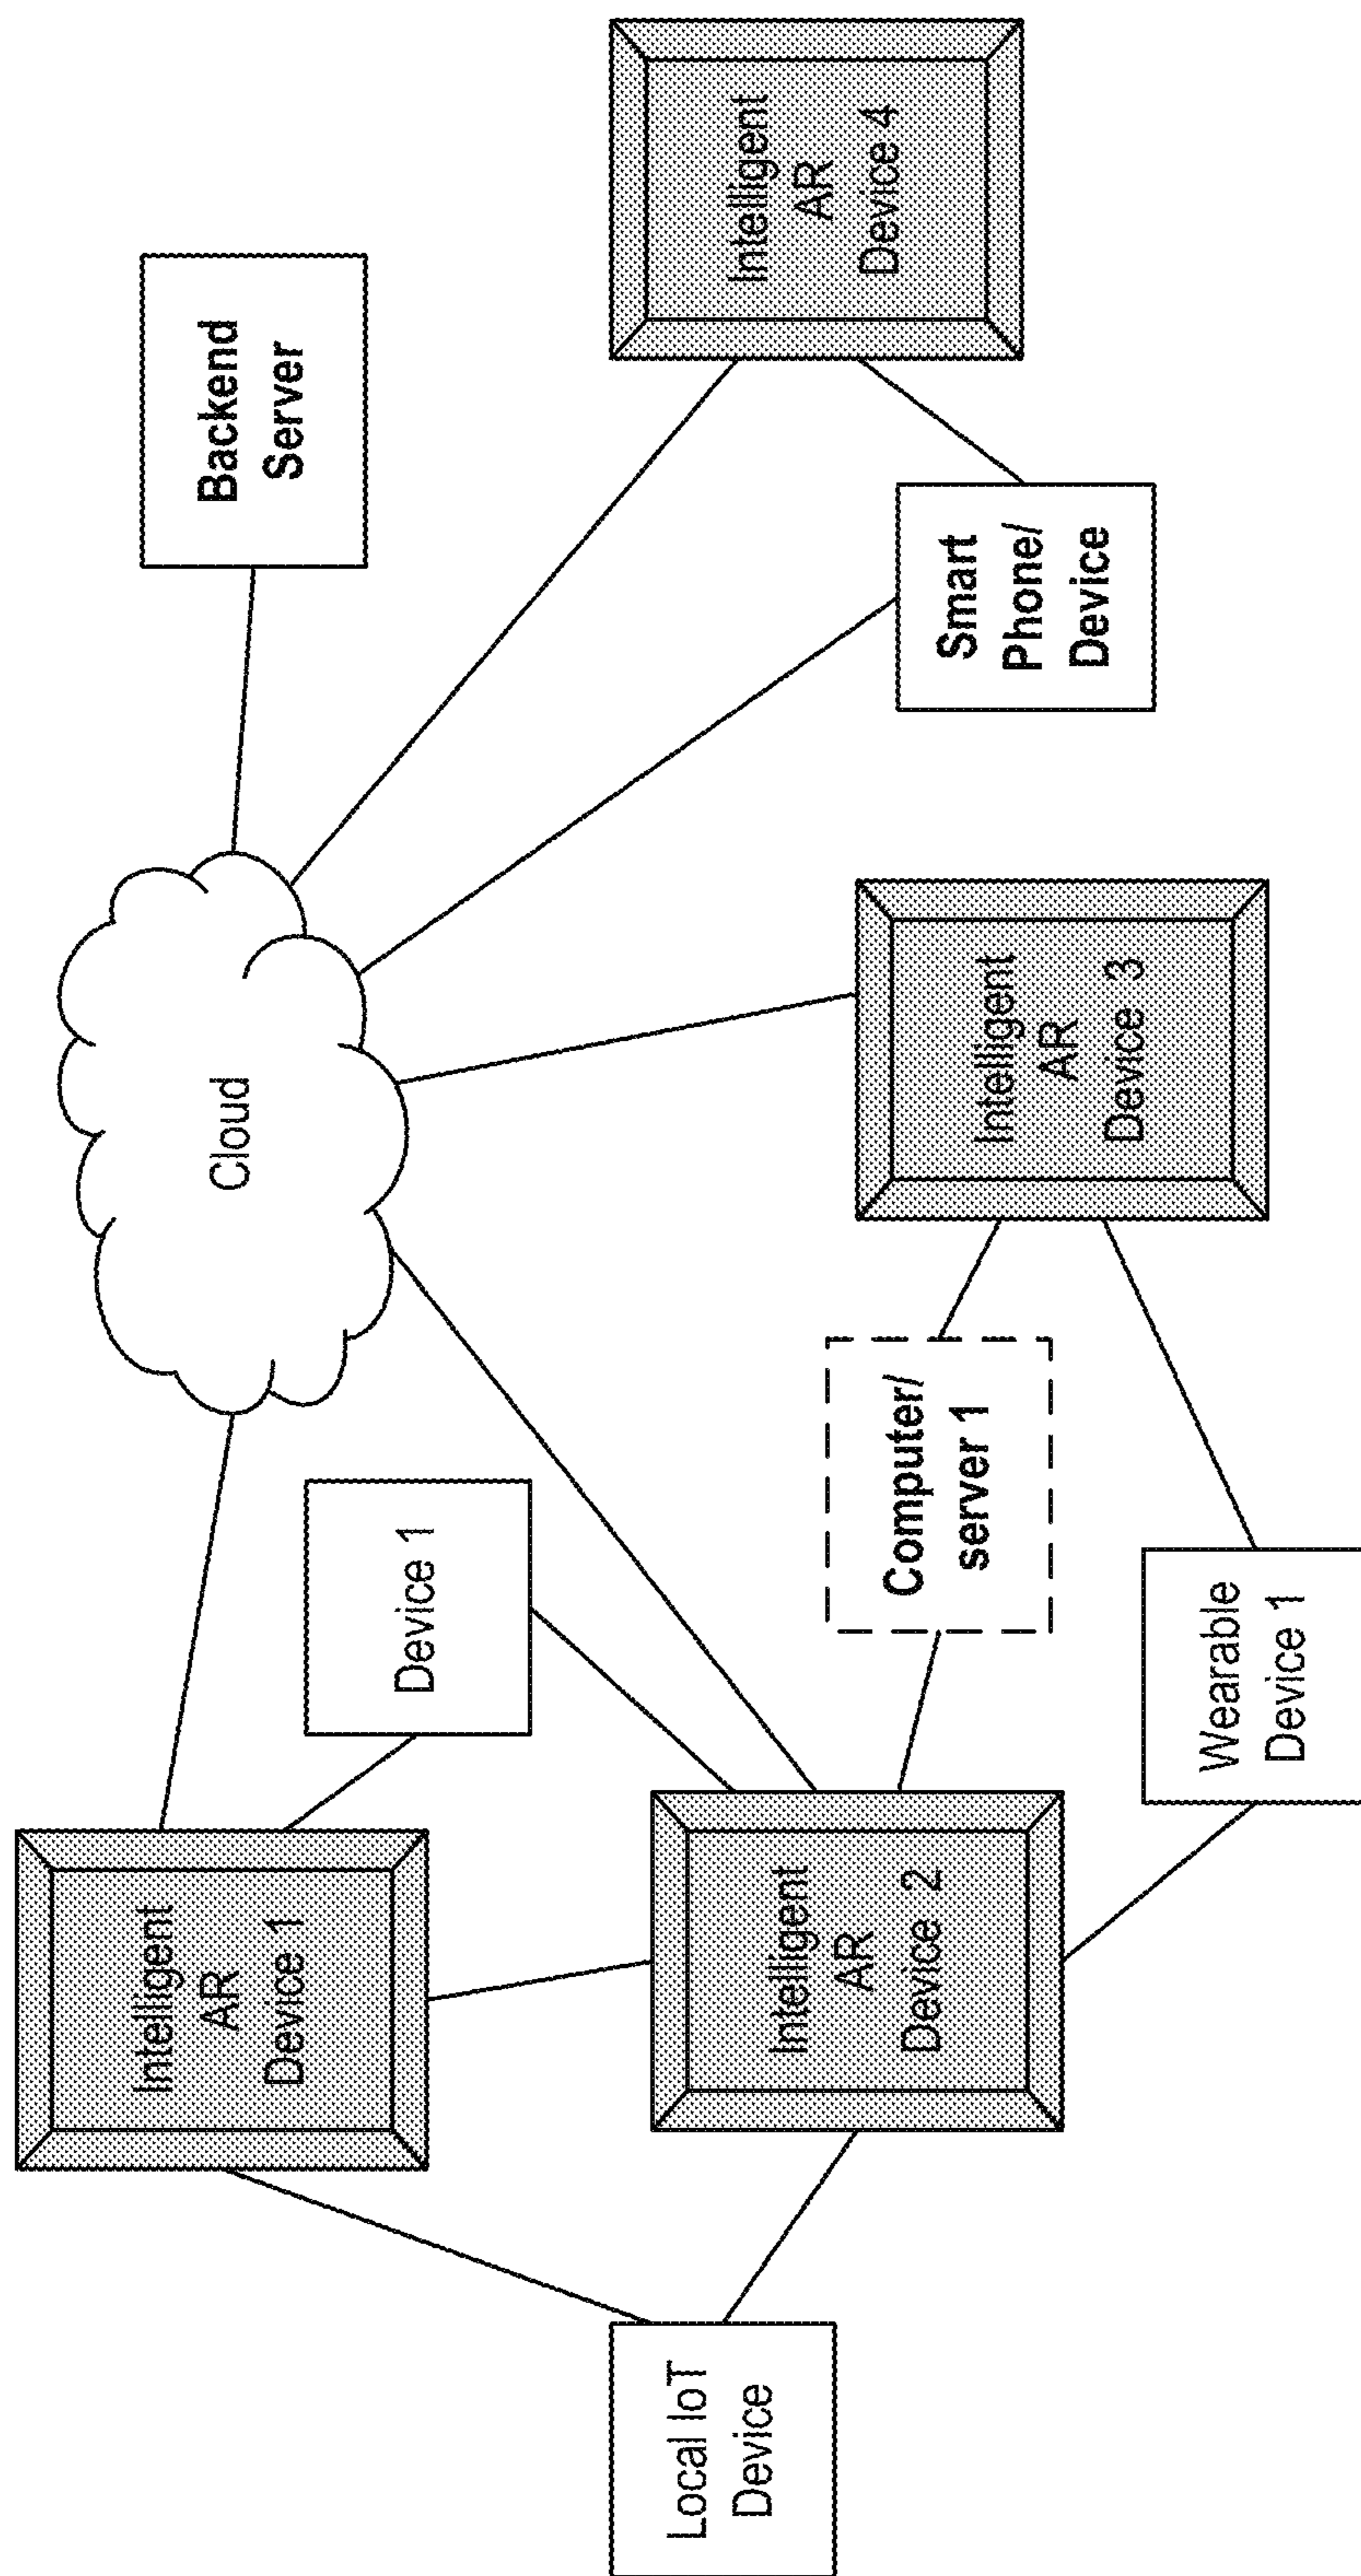 Cloud
Backend
Server
Intelligent
AR
Device 1
Device 1
Local IoT
Device
Intelligent
AR
Device 2
Computer/
server 1
Wearable
Device 1
Intelligent
AR
Device 3
Smart
Phone/
Device
Intelligent
AR
Device 4